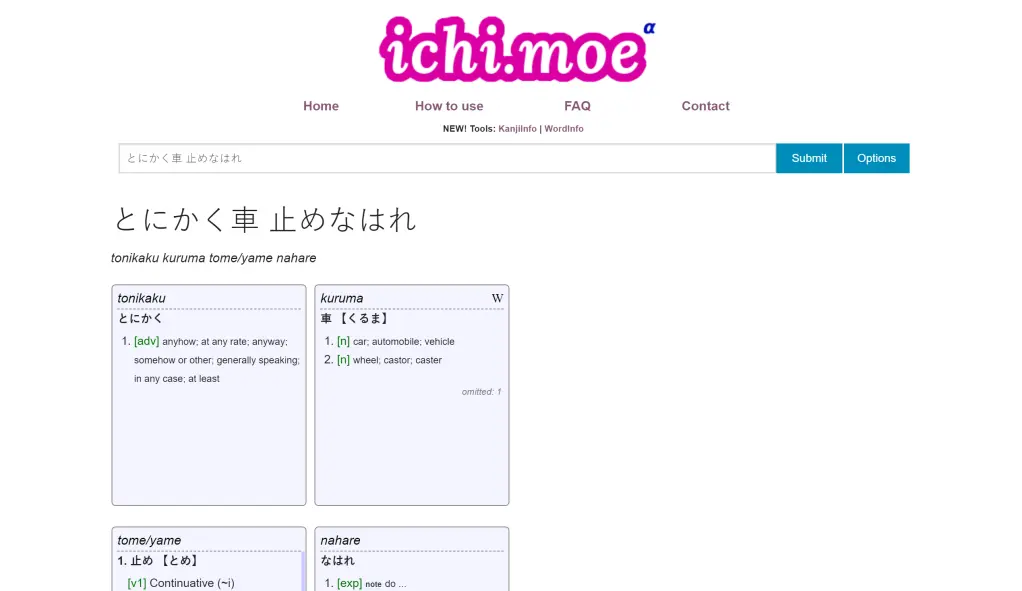 ichi.moe α
Home How to use FAQ Contact
NEW! Tools: KanjiInfo | WordInfo
とにかく車 止めなはれ Submit Options
とにかく車 止めなはれ
tonikaku kuruma tome/yame nahare
tonikaku
とにかく
1. [adv] anyhow; at any rate; anyway;
somehow or other; generally speaking;
in any case; at least
kuruma W
車 【くるま】
1. [n] car; automobile; vehicle
2. [n] wheel; castor; caster
omitted: 1
tome/yame
1. 止め 【とめ】
[v1] Continuative (~i)
nahare
なはれ
1. [exp] note do ...